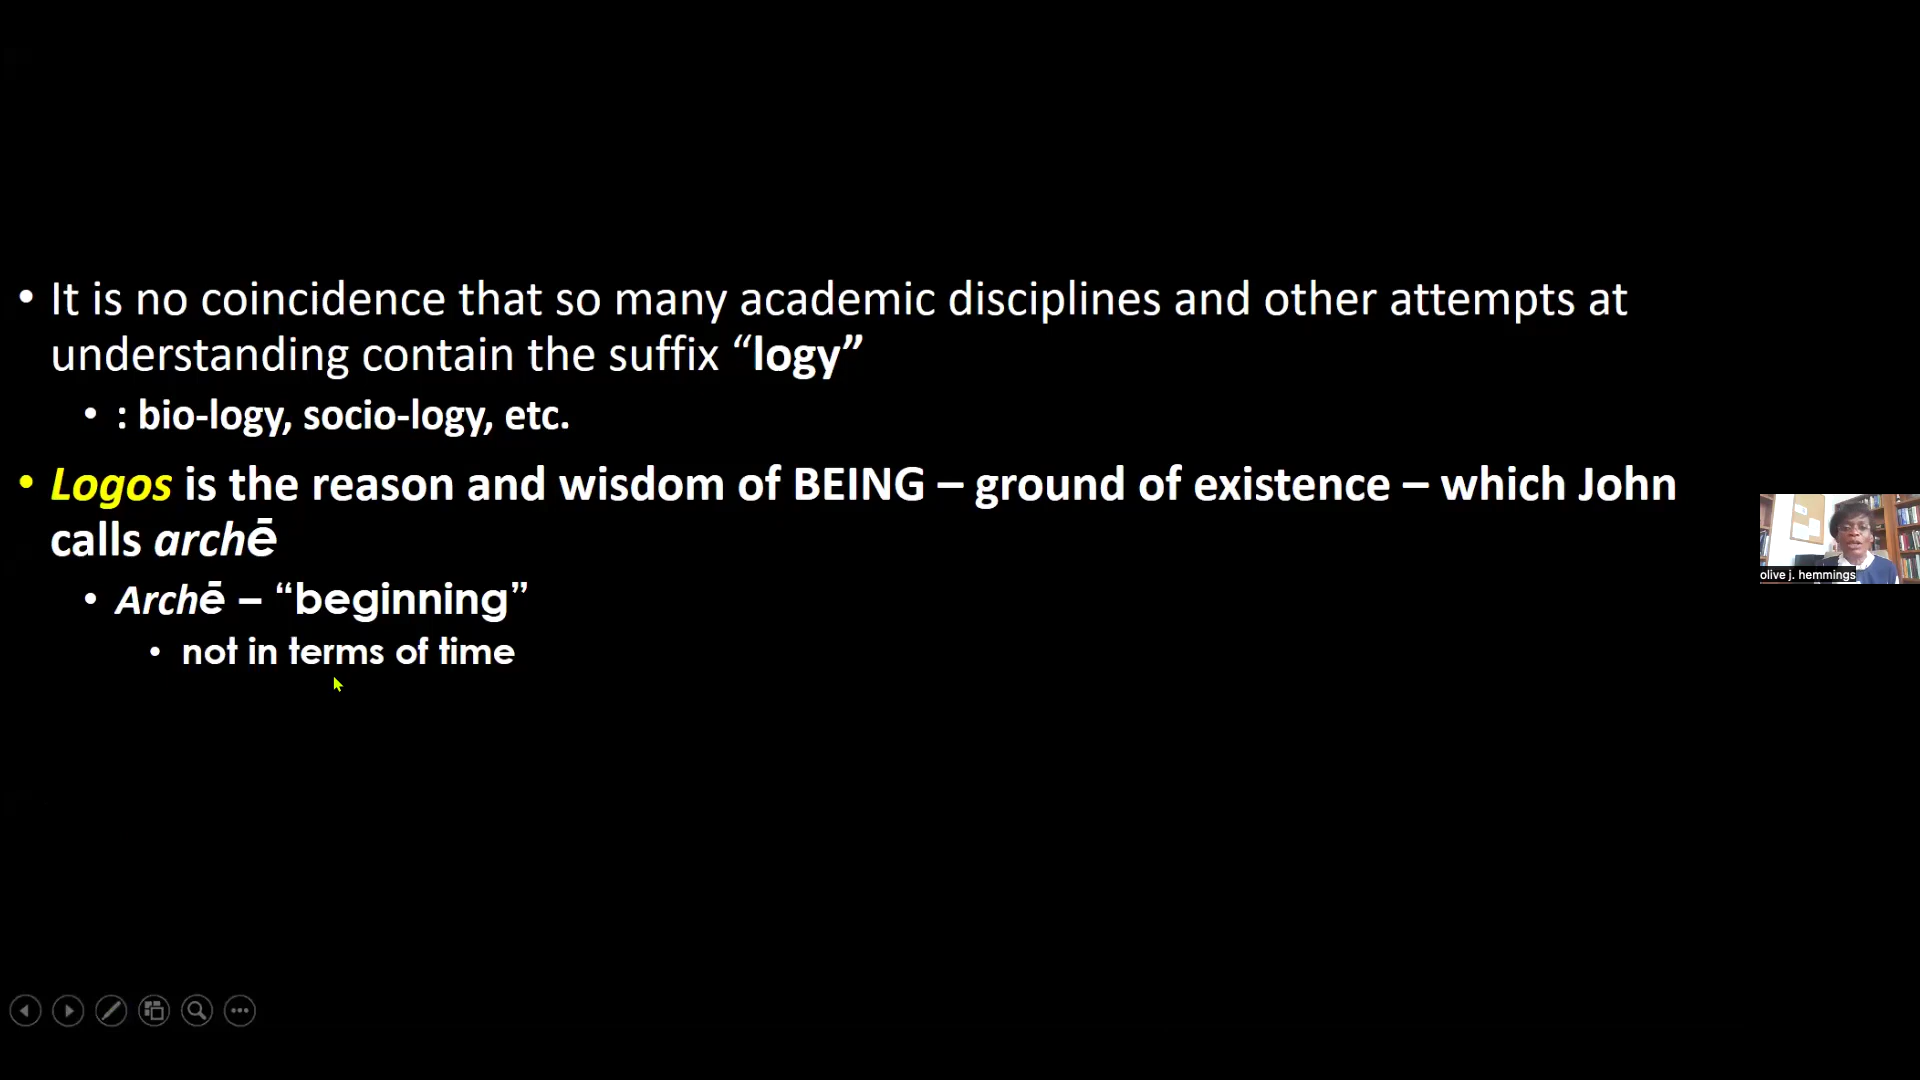 • It is no coincidence that so many academic disciplines and other attempts at
understanding contain the suffix “logy”
• : bio-logy, socio-logy, etc.
• Logos is the reason and wisdom of BEING – ground of existence – which John
calls archē
• Archē – “beginning”
• not in terms of time
olive j. hemmings